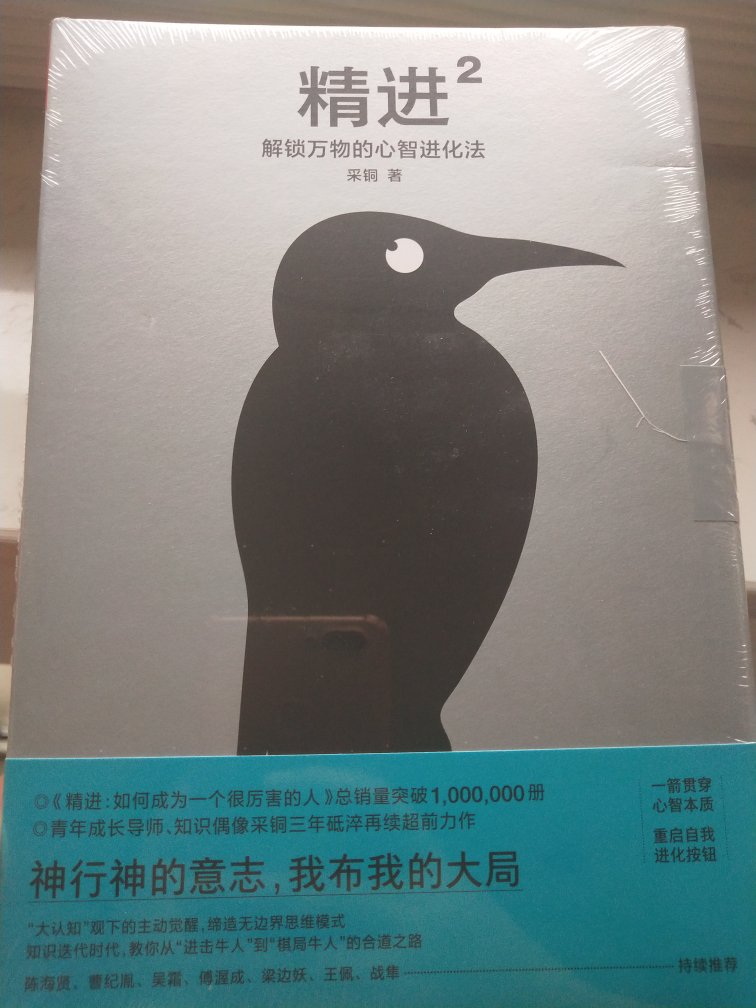 精进²
解锁万物的心智进化法
采铜 著
◎《精进：如何成为一个很厉害的人》总销量突破1,000,000册
◎青年成长导师、知识偶像采铜三年砥淬再续超前力作
神行神的意志，我布我的大局
“大认知”观下的主动觉醒，缔造无边界思维模式
知识迭代时代，教你从“进击牛人”到“棋局牛人”的合道之路
陈海贤、曹纪胤、吴霜、傅渥成、梁边妖、王佩、战隼 持续推荐
一箭贯穿
心智本质
重启自我
进化按钮